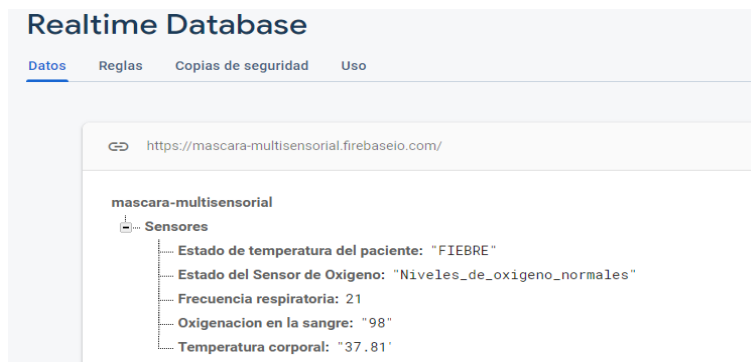 Realtime Database
Datos Reglas Copias de seguridad Uso
https://mascara-multisensorial.firebaseio.com/
mascara-multisensorial
Sensores
Estado de temperatura del paciente: "FIEBRE"
Estado del Sensor de Oxigeno: "Niveles_de_oxigeno_normales"
Frecuencia respiratoria: 21
Oxigenacion en la sangre: "98"
Temperatura corporal: "37.81'